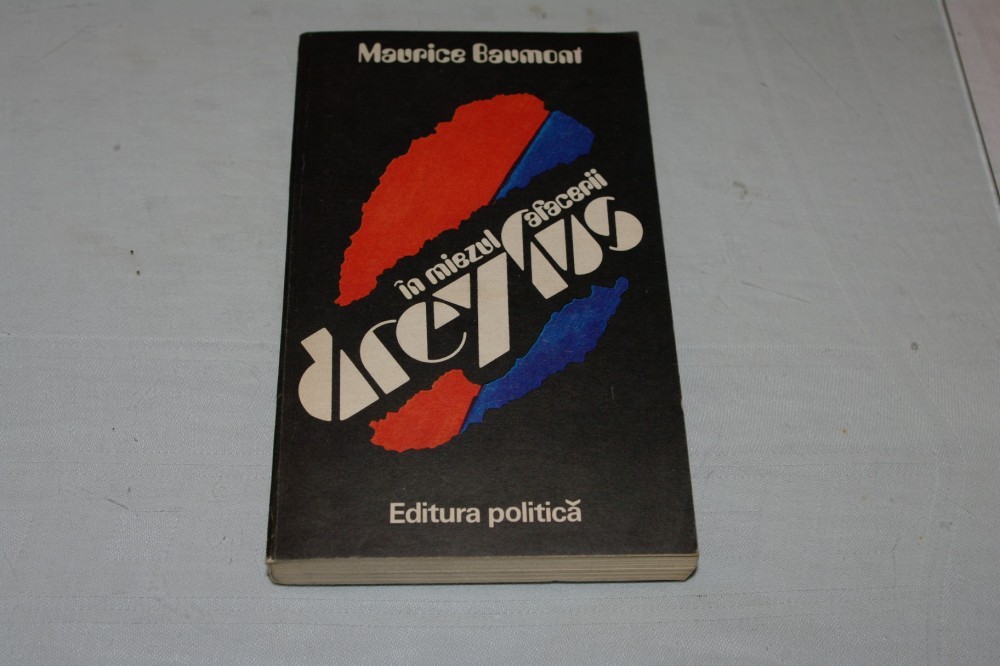 Maurice Baumont
în miezul afacerii
dreyfus
Editura politică